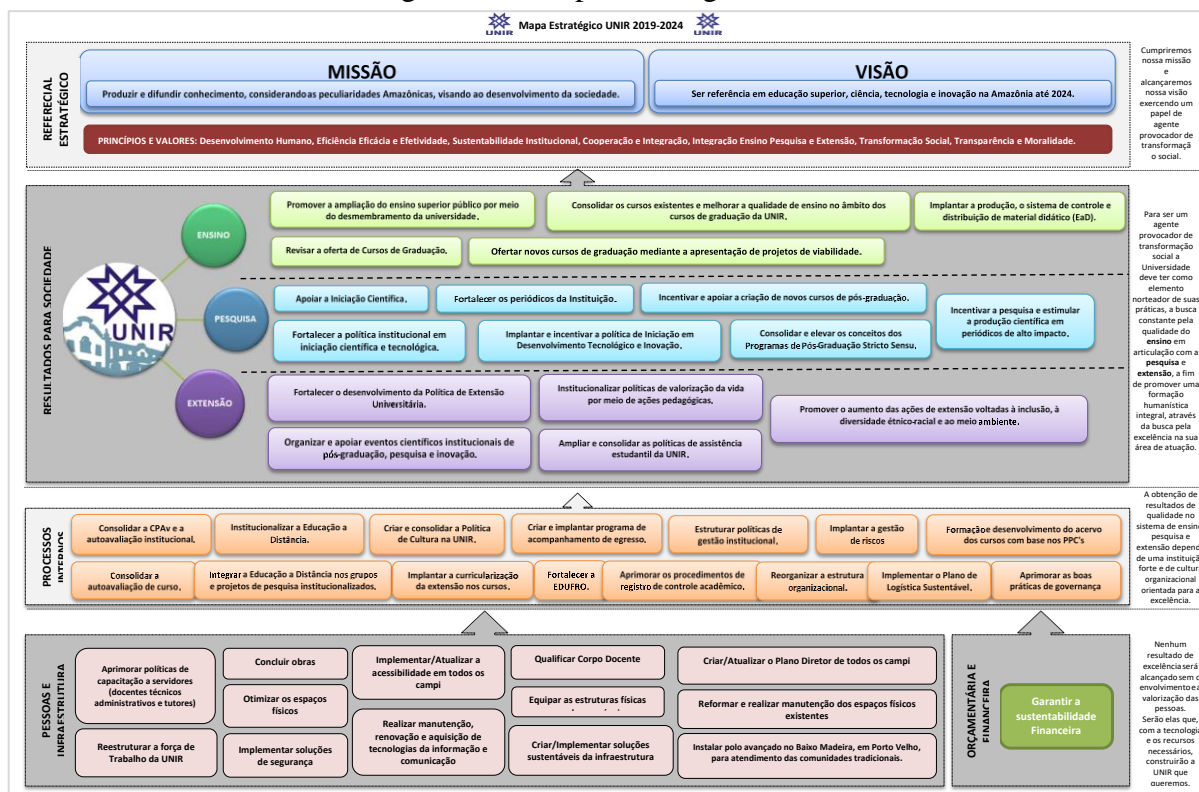 UNIR
Mapa Estratégico UNIR 2019-2024
UNIR
REFERECIAL
ESTRATÉGICO
MISSÃO
Produzir e difundir conhecimento, considerando as peculiaridades Amazônicas, visando ao desenvolvimento da sociedade.
VISÃO
Ser referência em educação superior, ciência, tecnologia e inovação na Amazônia até 2024.
PRINCÍPIOS E VALORES: Desenvolvimento Humano, Eficiência Eficácia e Efetividade, Sustentabilidade Institucional, Cooperação e Integração, Integração Ensino Pesquisa e Extensão, Transformação Social, Transparência e Moralidade.
Cumpriremos
nossa missão
e
alcançaremos
nossa visão
exercendo um
papel de
agente
provocador de
transformaçã
o social.
RESULTADOS PARA SOCIEDADE
UNIR
ENSINO
Promover a ampliação do ensino superior público por meio
do desmembramento da universidade.
Consolidar os cursos existentes e melhorar a qualidade de ensino no âmbito dos
cursos de graduação da UNIR.
Implantar a produção, o sistema de controle e
distribuição de material didático (EaD).
Revisar a oferta de Cursos de Graduação.
Ofertar novos cursos de graduação mediante a apresentação de projetos de viabilidade.
PESQUISA
Apoiar a Iniciação Científica.
Fortalecer os periódicos da Instituição.
Incentivar e apoiar a criação de novos cursos de pós-graduação.
Incentivar a pesquisa e estimular
a produção científica em
periódicos de alto impacto.
Fortalecer a política institucional em
iniciação científica e tecnológica.
Implantar e incentivar a política de Iniciação em
Desenvolvimento Tecnológico e Inovação.
Consolidar e elevar os conceitos dos
Programas de Pós-Graduação Stricto Sensu.
EXTENSÃO
Fortalecer o desenvolvimento da Política de Extensão
Universitária.
Institucionalizar políticas de valorização da vida
por meio de ações pedagógicas.
Promover o aumento das ações de extensão voltadas à inclusão, à
diversidade étnico-racial e ao meio ambiente.
Organizar e apoiar eventos científicos institucionais de
pós-graduação, pesquisa e inovação.
Ampliar e consolidar as políticas de assistência
estudantil da UNIR.
Para ser um
agente
provocador de
transformação
social a
Universidade
deve ter como
elemento
norteador de suas
práticas, a busca
constante pela
qualidade do
ensino em
articulação com a
pesquisa e
extensão, a fim
de promover uma
formação
humanística
integral, através
da busca pela
excelência na sua
área de atuação.
PROCESSOS
INTERNOS
Consolidar a CPAv e a
autoavaliação institucional.
Institucionalizar a Educação a
Distância.
Criar e consolidar a Política
de Cultura na UNIR.
Criar e implantar programa de
acompanhamento de egresso.
Estruturar políticas de
gestão institucional.
Implantar a gestão
de riscos
Formação e desenvolvimento do acervo
dos cursos com base nos PPC's
Consolidar a
autoavaliação de curso.
Integrar a Educação a Distância nos grupos
e projetos de pesquisa institucionalizados.
Implantar a curricularização
da extensão nos cursos.
Fortalecer a
EDUFRO.
Aprimorar os procedimentos de
registro de controle acadêmico.
Reorganizar a estrutura
organizacional.
Implementar o Plano de
Logística Sustentável.
Aprimorar as boas
práticas de governança
A obtenção de
resultados de
qualidade no
sistema de ensino
pesquisa e
extensão depend
de uma instituiçã
forte e de cultur
organizacional
orientada para a
excelência.
PESSOAS E
INFRAESTRUTURA
Aprimorar políticas de
capacitação a servidores
(docentes técnicos
administrativos e tutores)
Reestruturar a força de
Trabalho da UNIR
Concluir obras
Otimizar os espaços
físicos
Implementar soluções
de segurança
Implementar/Atualizar a
acessibilidade em todos os
campi
Realizar manutenção,
renovação e aquisição de
tecnologias da informação e
comunicação
Qualificar Corpo Docente
Equipar as estruturas físicas
Criar/Implementar soluções
sustentáveis da infraestrutura
Criar/Atualizar o Plano Diretor de todos os campi
Reformar e realizar manutenção dos espaços físicos
existentes
Instalar polo avançado no Baixo Madeira, em Porto Velho,
para atendimento das comunidades tradicionais.
ORÇAMENTÁRIA E
FINANCEIRA
Garantir a
sustentabilidade
Financeira
Nenhum
resultado de
excelência será
alcançado sem o
envolvimento e a
valorização das
pessoas.
Serão elas que,
com a tecnologia
e os recursos
necessários,
construirão a
UNIR que
queremos.